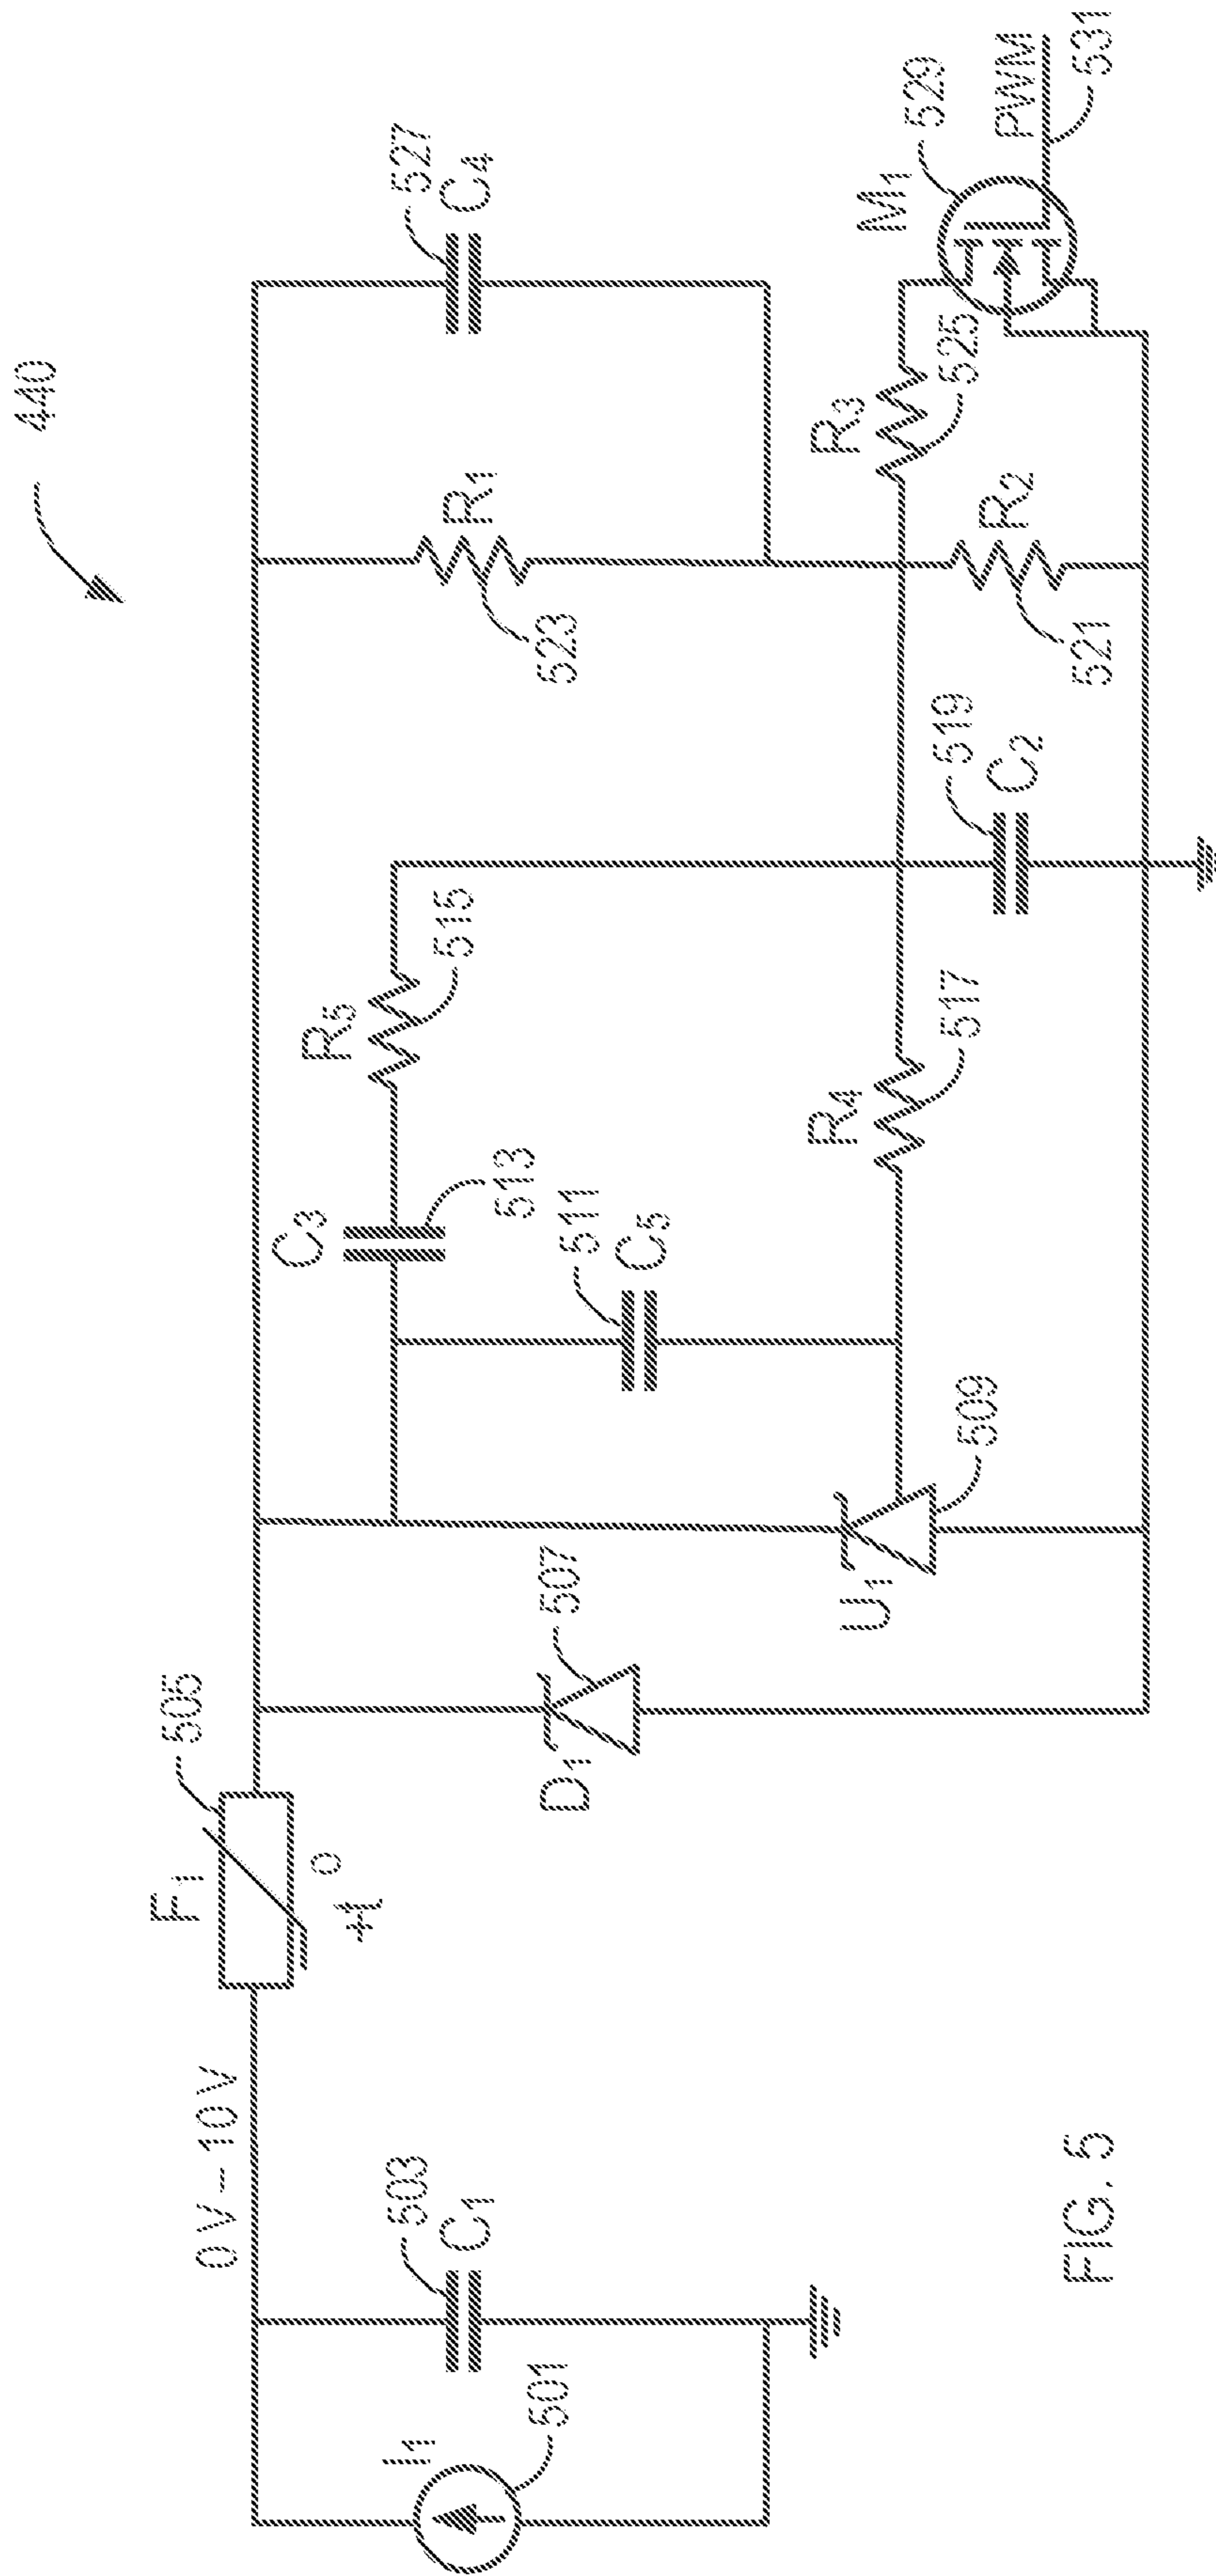 440
F1
505
+t°
0V-10V
I1
501
503
C1
D1
507
U1
509
C3
513
511
C5
R5
515
R4
517
519
C2
R1
523
R2
521
R3
525
527
C4
M1
529
PWM
531
FIG. 5